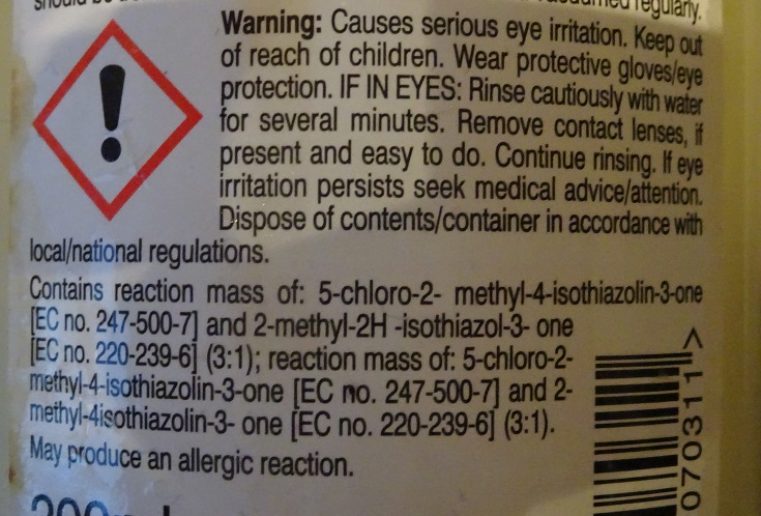 should be
regularly.
Warning: Causes serious eye irritation. Keep out
of reach of children. Wear protective gloves/eye
protection. IF IN EYES: Rinse cautiously with water
for several minutes. Remove contact lenses, if
present and easy to do. Continue rinsing. If eye
irritation persists seek medical advice/attention.
Dispose of contents/container in accordance with
local/national regulations.
Contains reaction mass of: 5-chloro-2- methyl-4-isothiazolin-3-one
[EC no. 247-500-7] and 2-methyl-2H -isothiazol-3- one
[EC no. 220-239-6] (3:1); reaction mass of: 5-chloro-2-
methyl-4-isothiazolin-3-one [EC no. 247-500-7] and 2-
methyl-4isothiazolin-3- one [EC no. 220-239-6] (3:1).
May produce an allergic reaction.
070311>